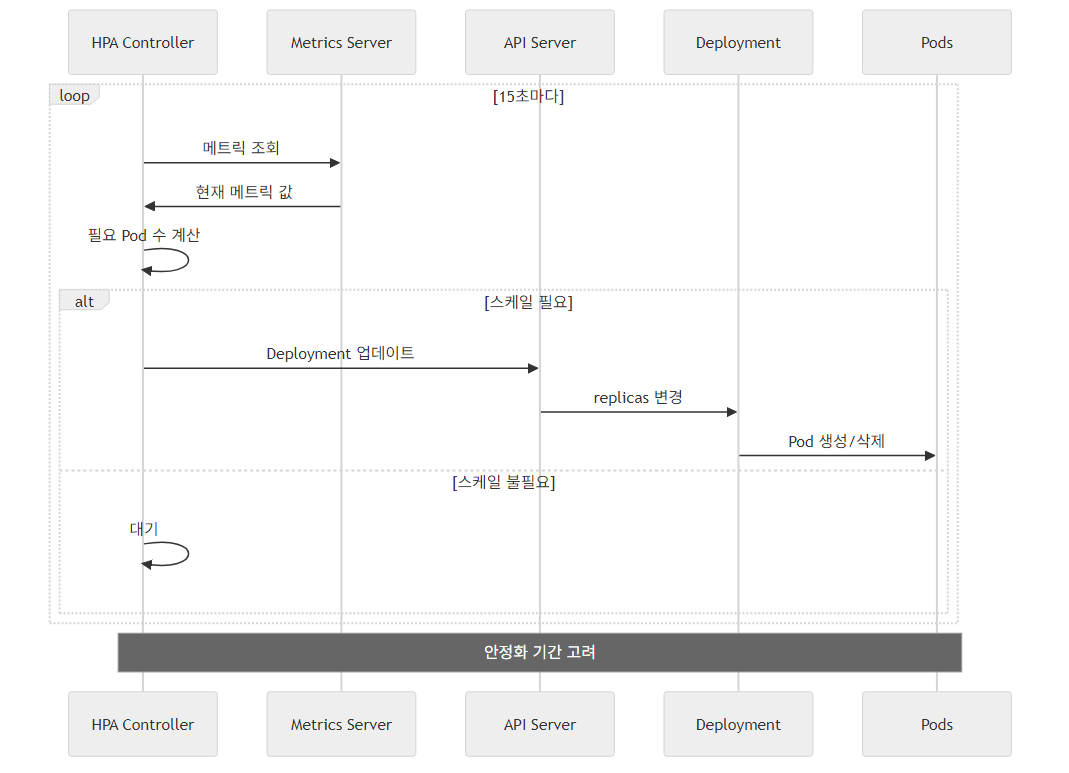 HPA Controller
Metrics Server
API Server
Deployment
Pods
loop
[15초마다]
메트릭 조회
현재 메트릭 값
필요 Pod 수 계산
alt
[스케일 필요]
Deployment 업데이트
replicas 변경
Pod 생성/삭제
[스케일 불필요]
대기
안정화 기간 고려
HPA Controller
Metrics Server
API Server
Deployment
Pods